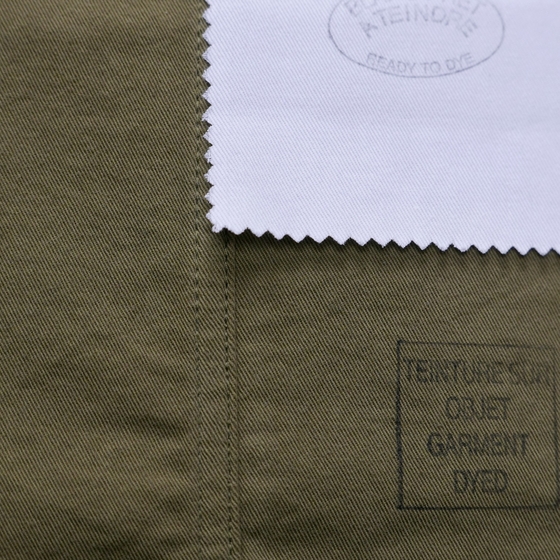 A TEINDRE
READY TO DYE
TEINTURE SUR
OBJET
GARMENT
DYED